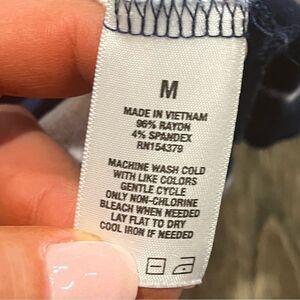 M
MADE IN VIETNAM
96% RAYON
4% SPANDEX
RN154379
MACHINE WASH COLD
WITH LIKE COLORS
GENTLE CYCLE
ONLY NON-CHLORINE
BLEACH WHEN NEEDED
LAY FLAT TO DRY
COOL IRON IF NEEDED